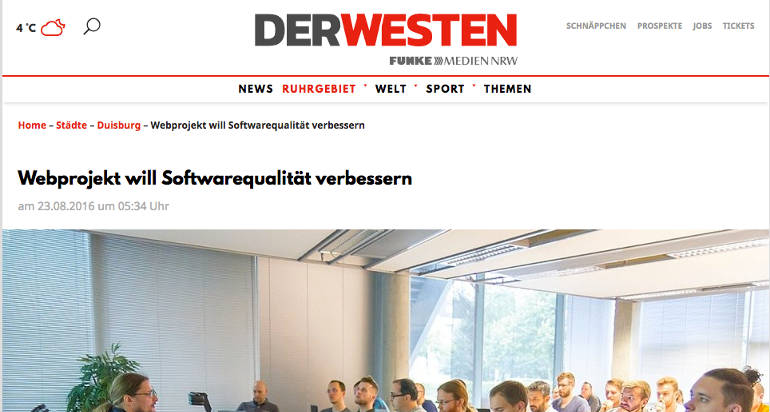 4 °C
DERWESTEN
SCHNÄPPCHEN PROSPEKTE JOBS TICKETS
FUNKE MEDIEN NRW
NEWS RUHRGEBIET WELT SPORT THEMEN
Home – Städte – Duisburg – Webprojekt will Softwarequalität verbessern
Webprojekt will Softwarequalität verbessern
am 23.08.2016 um 05:34 Uhr